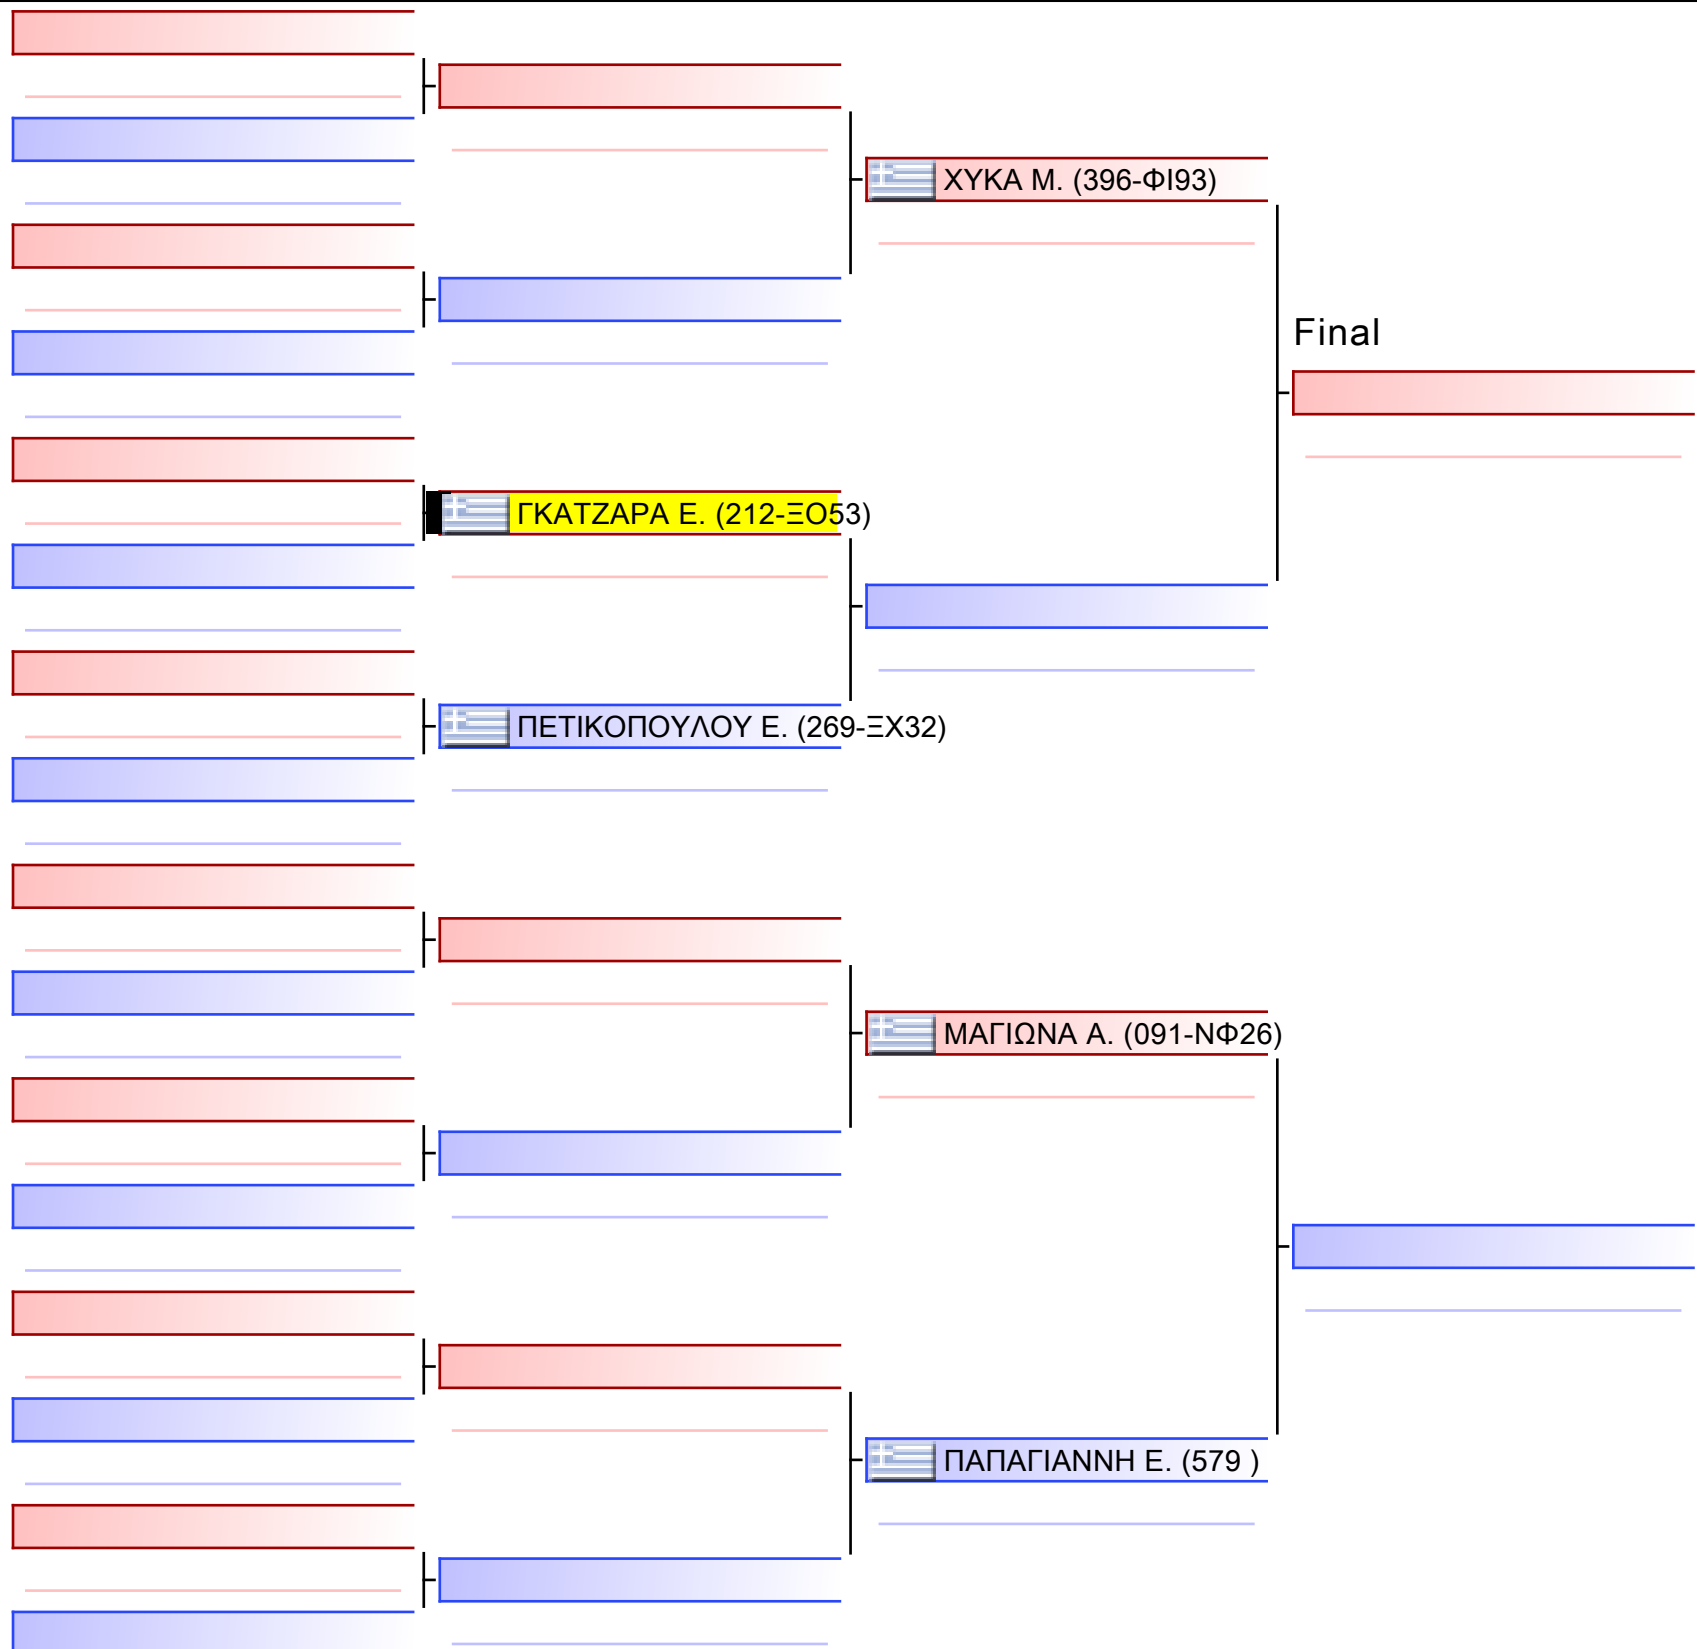 ΧΥΚΑ Μ. (396-ΦΙ93)
Final
ΓΚΑΤΖΑΡΑ Ε. (212-ΞΟ53)
ΠΕΤΙΚΟΠΟΥΛΟΥ Ε. (269-ΞΧ32)
ΜΑΓΙΩΝΑ Α. (091-ΝΦ26)
ΠΑΠΑΓΙΑΝΝΗ Ε. (579 )